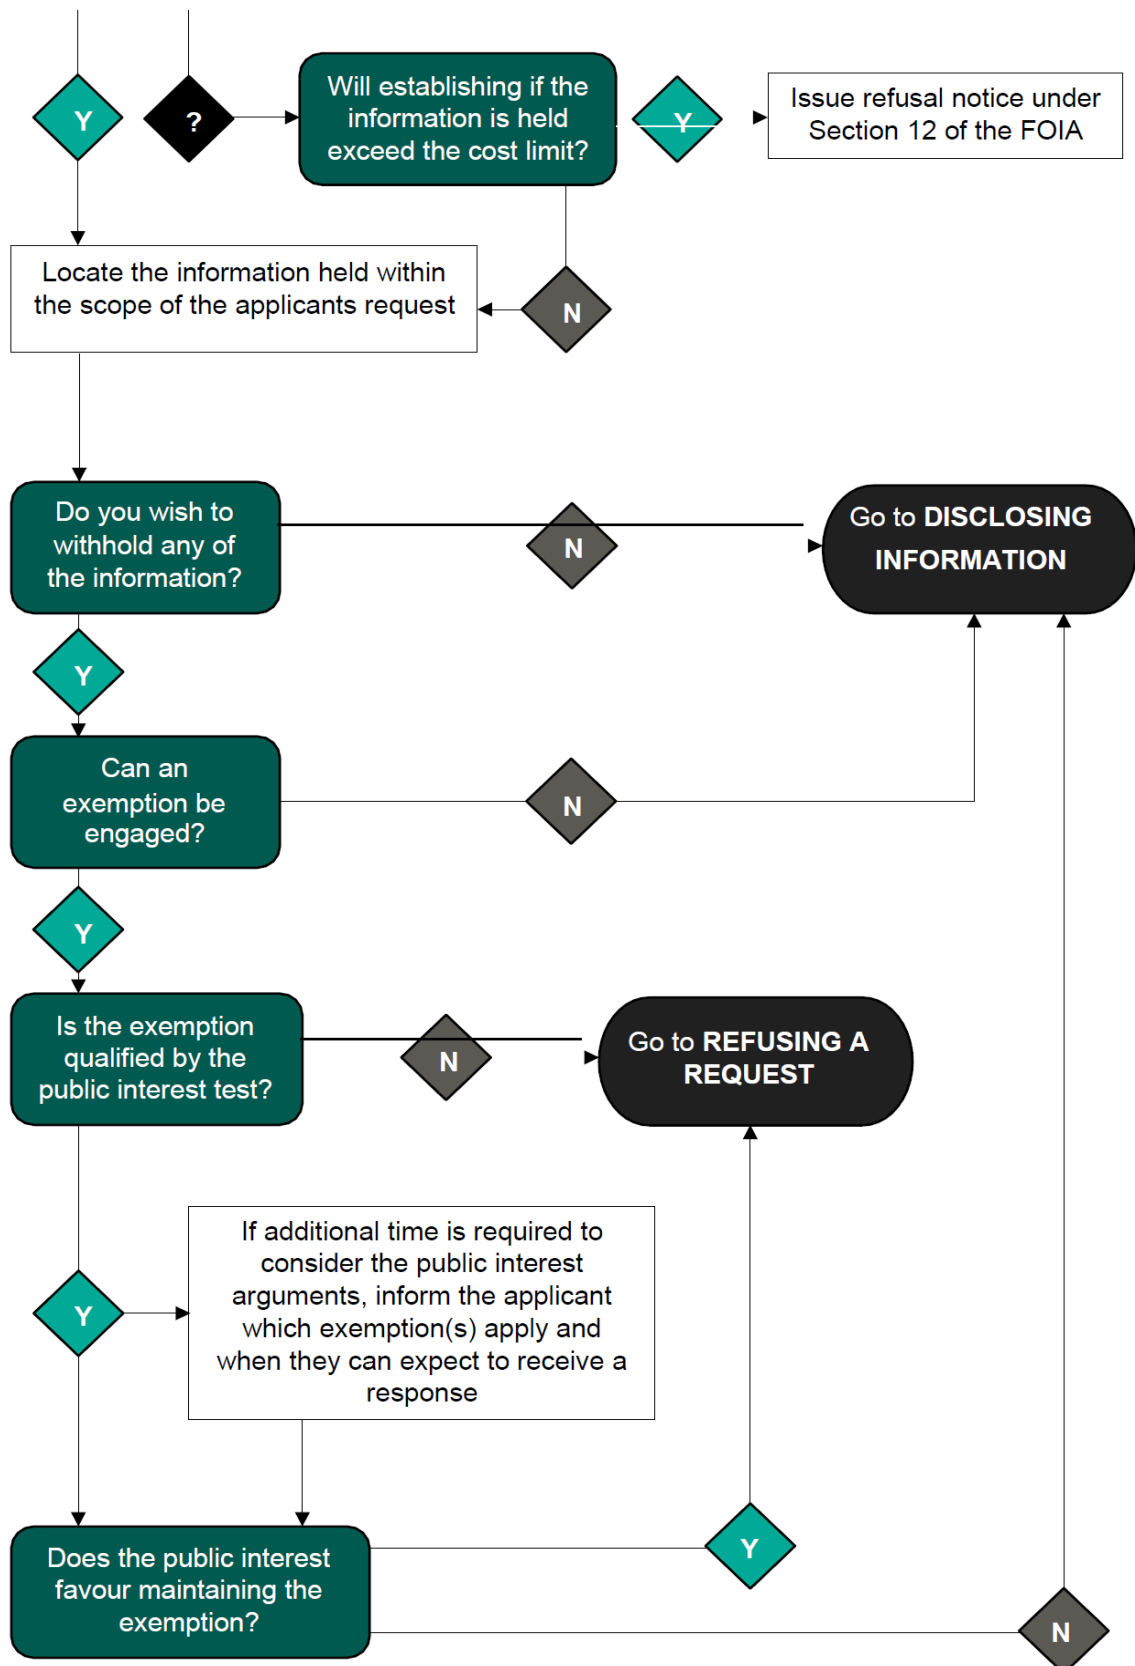 Y
?
Will establishing if the
information is held
exceed the cost limit?
Y
Issue refusal notice under
Section 12 of the FOIA
Locate the information held within
the scope of the applicants request
N
Do you wish to
withhold any of
the information?
N
Go to DISCLOSING
INFORMATION
Y
Can an
exemption be
engaged?
N
Y
Is the exemption
qualified by the
public interest test?
N
Go to REFUSING A
REQUEST
If additional time is required to
consider the public interest
arguments, inform the applicant
which exemption(s) apply and
when they can expect to receive a
response
Y
Does the public interest
favour maintaining the
exemption?
Y
N